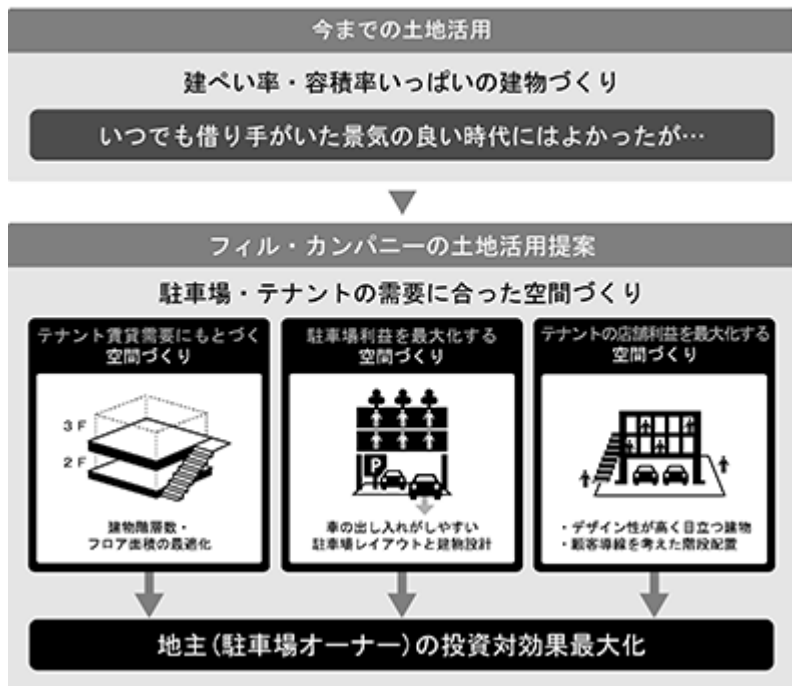 今までの土地活用
建ぺい率・容積率いっぱいの建物づくり
いつでも借り手がいた景気の良い時代にはよかったが…
フィル・カンパニーの土地活用提案
駐車場・テナントの需要に合った空間づくり
テナント賃貸需要にもとづく
空間づくり
3F
2F
建物階層数・
フロア面積の最適化
駐車場利益を最大化する
空間づくり
P
車の出し入れがしやすい
駐車場レイアウトと建物設計
テナントの店舗利益を最大化する
空間づくり
・デザイン性が高く目立つ建物
・顧客導線を考えた階段配置
地主(駐車場オーナー)の投資対効果最大化